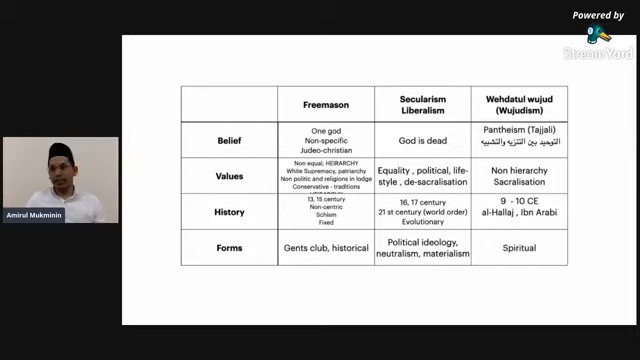 Powered by
StreamYard
Freemason
Secularism
Liberalism
Wehdatul wujud
(Wujudism)
Belief
One god
Non-specific
Judeo-christian
God is dead
Pantheism (Tajjali)
التوحيد بين التنزيه والتشبيه
Values
Non equal, HEIRARCHY
White Supremacy, patriarchy
Non politic and religions in lodge
Conservative - traditions
Equality , political, life-
style , de-sacralisation
Non hierarchy
Sacralisation
History
13, 15 century
Non-centric
Schism
Fixed
16, 17 century
21 st century (world order)
Evolutionary
9 - 10 CE
al-Hallaj , Ibn Arabi
Forms
Gents club, historical
Political ideology,
neutralism, materialism
Spiritual
Amirul Mukminin